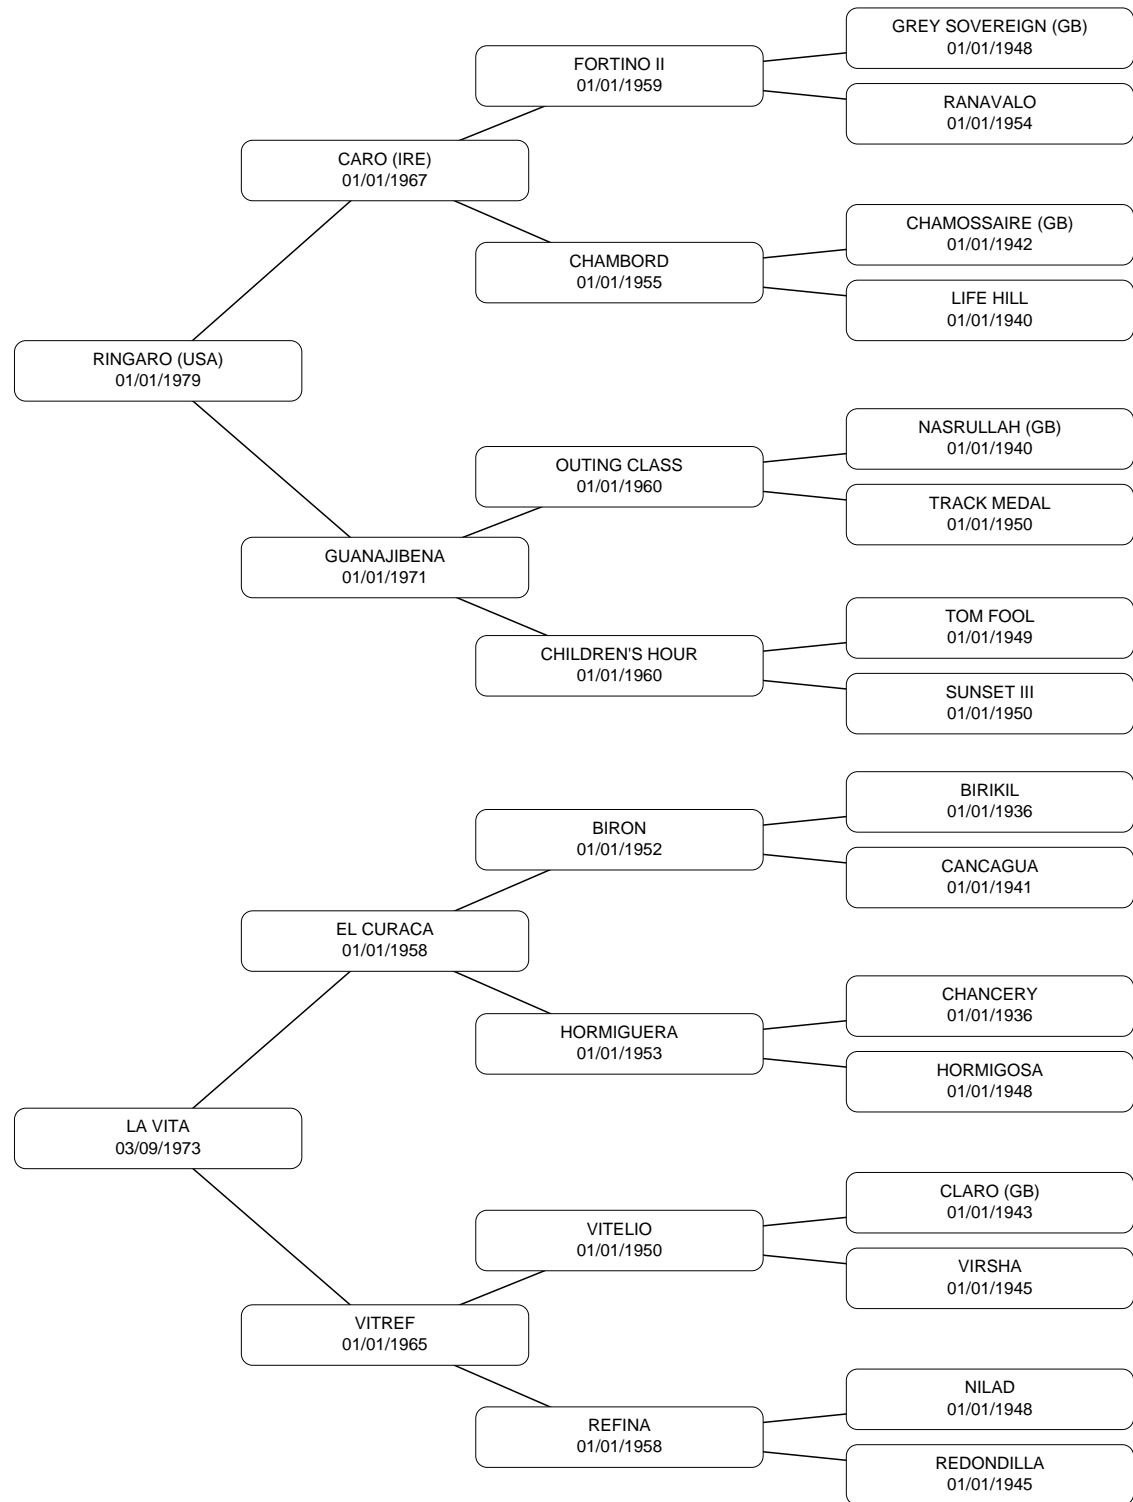 GREY SOVEREIGN (GB)
01/01/1948
FORTINO II
01/01/1959
RANAVALO
01/01/1954
CARO (IRE)
01/01/1967
CHAMOSSAIRE (GB)
01/01/1942
CHAMBORD
01/01/1955
LIFE HILL
01/01/1940
RINGARO (USA)
01/01/1979
NASRULLAH (GB)
01/01/1940
OUTING CLASS
01/01/1960
TRACK MEDAL
01/01/1950
GUANAJIBENA
01/01/1971
TOM FOOL
01/01/1949
CHILDREN'S HOUR
01/01/1960
SUNSET III
01/01/1950
BIRIKIL
01/01/1936
BIRON
01/01/1952
CANCAGUA
01/01/1941
EL CURACA
01/01/1958
CHANCERY
01/01/1936
HORMIGUERA
01/01/1953
HORMIGOSA
01/01/1948
LA VITA
03/09/1973
CLARO (GB)
01/01/1943
VITELIO
01/01/1950
VIRSHA
01/01/1945
VITREF
01/01/1965
NILAD
01/01/1948
REFINA
01/01/1958
REDONDILLA
01/01/1945